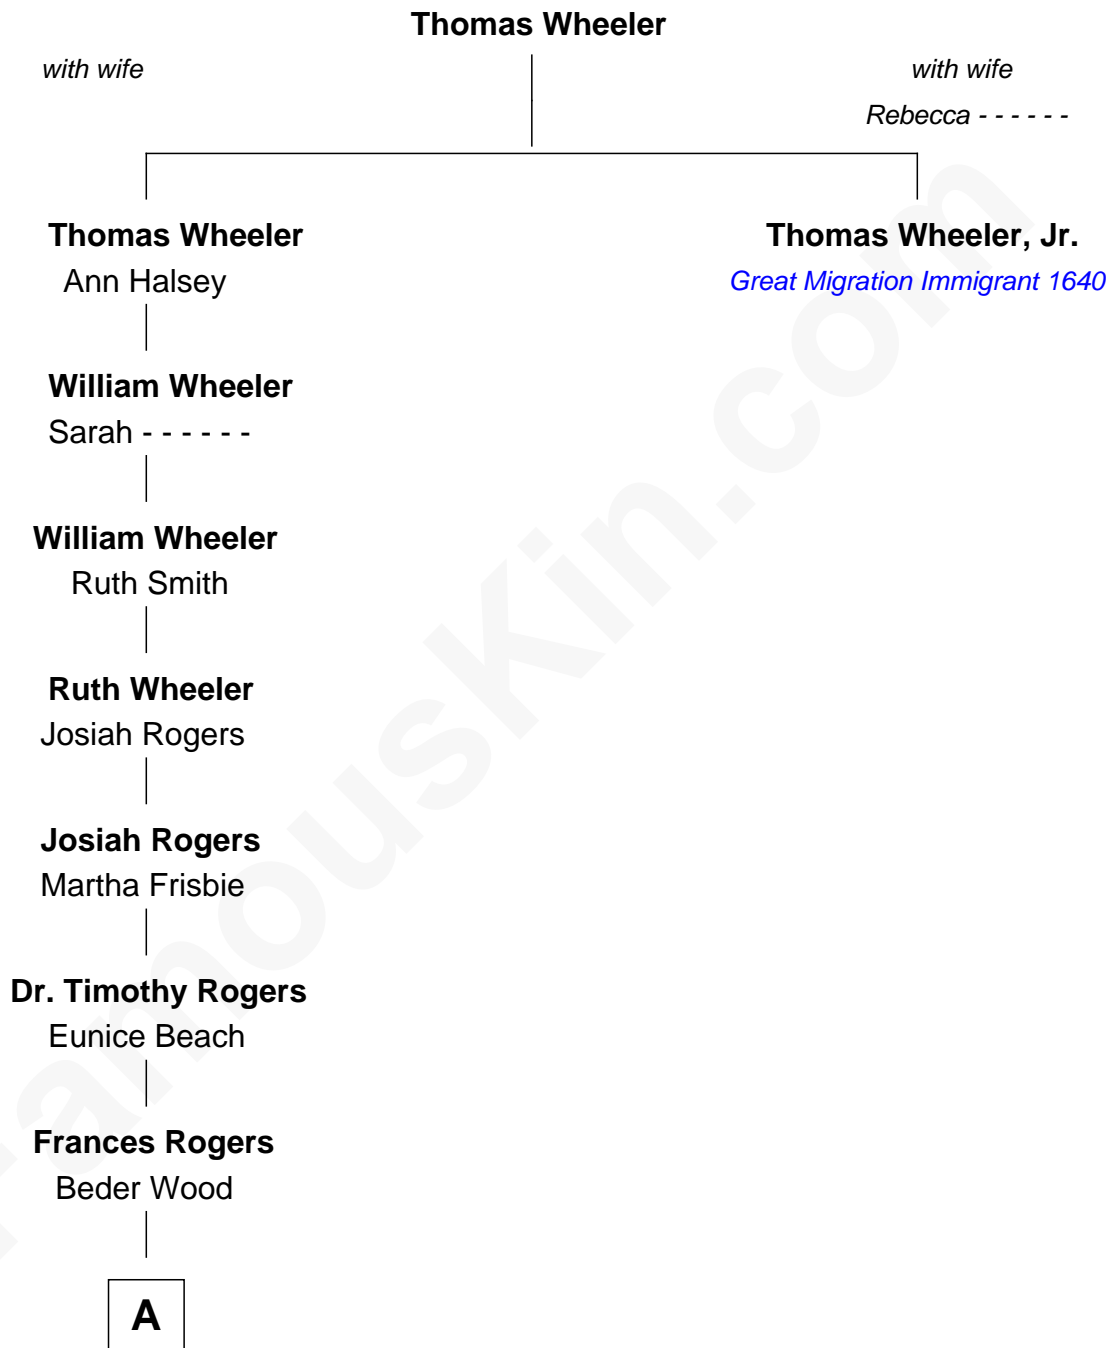 Thomas Wheeler
with wife
with wife
Rebecca - - - - - -
Thomas Wheeler
Ann Halsey
Thomas Wheeler, Jr.
Great Migration Immigrant 1640
William Wheeler
Sarah - - - - - -
William Wheeler
Ruth Smith
Ruth Wheeler
Josiah Rogers
Josiah Rogers
Martha Frisbie
Dr. Timothy Rogers
Eunice Beach
Frances Rogers
Beder Wood
A
FamousKin.com